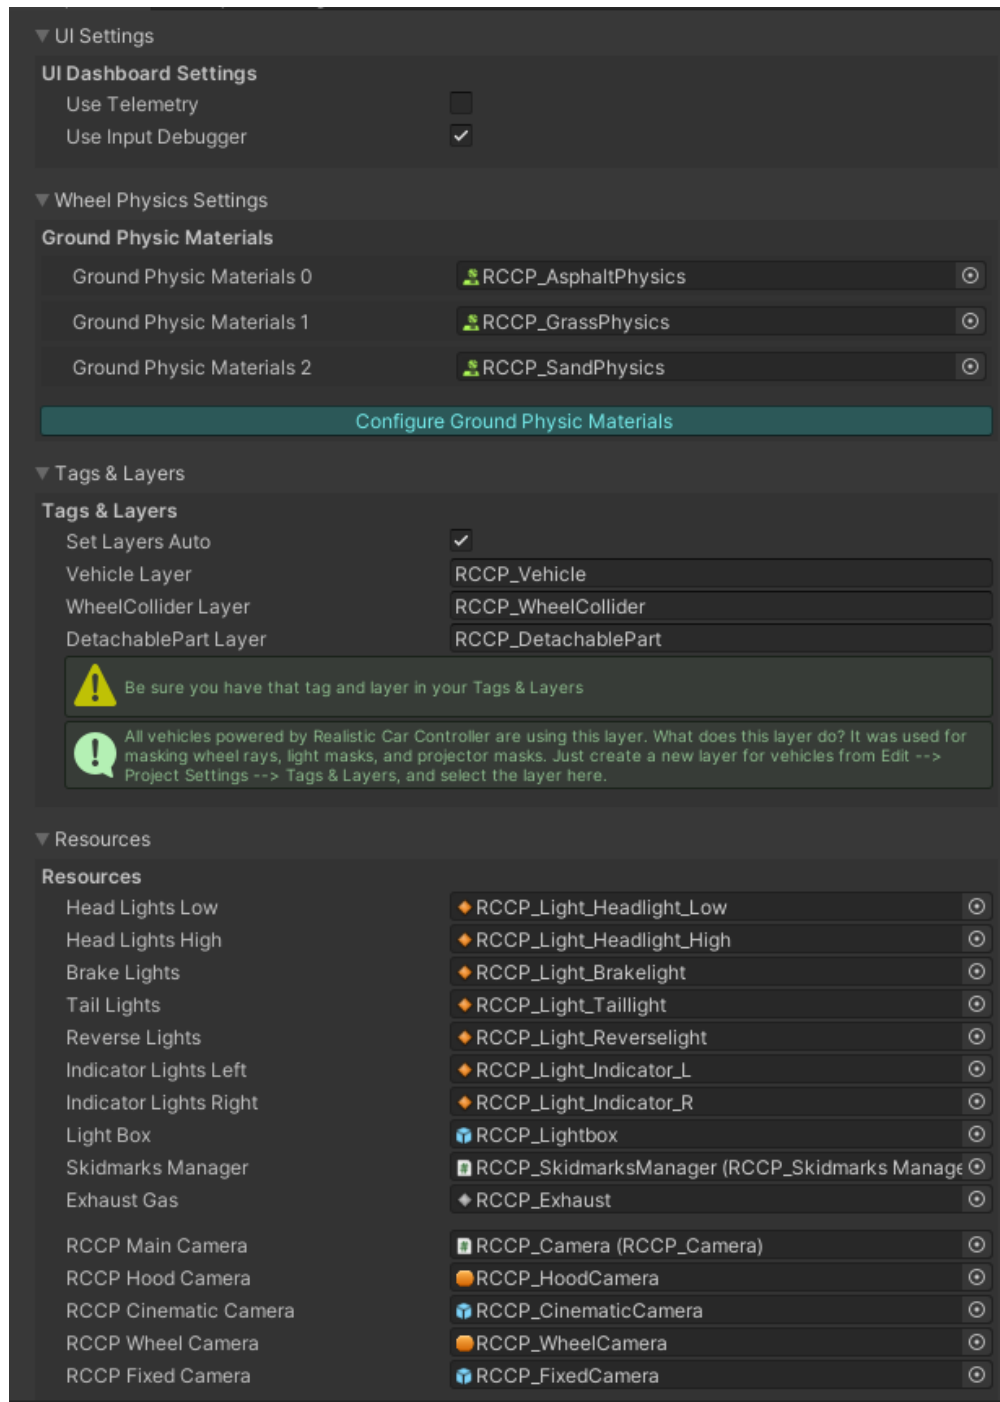 UI Settings
UI Dashboard Settings
Use Telemetry
Use Input Debugger
Wheel Physics Settings
Ground Physic Materials
Ground Physic Materials 0 RCCP_AsphaltPhysics
Ground Physic Materials 1 RCCP_GrassPhysics
Ground Physic Materials 2 RCCP_SandPhysics
Configure Ground Physic Materials
Tags & Layers
Tags & Layers
Set Layers Auto
Vehicle Layer RCCP_Vehicle
WheelCollider Layer RCCP_WheelCollider
DetachablePart Layer RCCP_DetachablePart
Be sure you have that tag and layer in your Tags & Layers
All vehicles powered by Realistic Car Controller are using this layer. What does this layer do? It was used for
masking wheel rays, light masks, and projector masks. Just create a new layer for vehicles from Edit -->
Project Settings --> Tags & Layers, and select the layer here.
Resources
Resources
Head Lights Low RCCP_Light_Headlight_Low
Head Lights High RCCP_Light_Headlight_High
Brake Lights RCCP_Light_Brakelight
Tail Lights RCCP_Light_Taillight
Reverse Lights RCCP_Light_Reverselight
Indicator Lights Left RCCP_Light_Indicator_L
Indicator Lights Right RCCP_Light_Indicator_R
Light Box RCCP_Lightbox
Skidmarks Manager RCCP_SkidmarksManager (RCCP_Skidmarks Manage
Exhaust Gas RCCP_Exhaust
RCCP Main Camera RCCP_Camera (RCCP_Camera)
RCCP Hood Camera RCCP_HoodCamera
RCCP Cinematic Camera RCCP_CinematicCamera
RCCP Wheel Camera RCCP_WheelCamera
RCCP Fixed Camera RCCP_FixedCamera